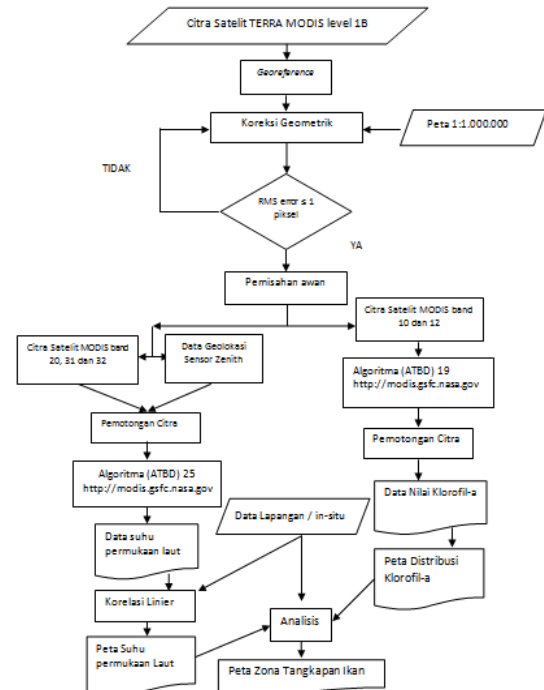 Citra Satelit TERRA MODIS level 1B
Georeference
Koreksi Geometrik
Peta 1:1.000.000
TIDAK
RMS error ≤ 1
piksel
YA
Pemisahan awan
Citra Satelit MODIS band
20, 31 dan 32
Data Geolokasi
Sensor Zenith
Citra Satelit MODIS band
10 dan 12
Algoritma (ATBD) 19
http://modis.gsfc.nasa.gov
Pemotongan Citra
Pemotongan Citra
Algoritma (ATBD) 25
http://modis.gsfc.nasa.gov
Data Nilai Klorofil-a
Data Lapangan / in-situ
Data suhu
permukaan laut
Peta Distribusi
Klorofil-a
Korelasi Linier
Analisis
Peta Suhu
permukaan Laut
Peta Zona Tangkapan Ikan